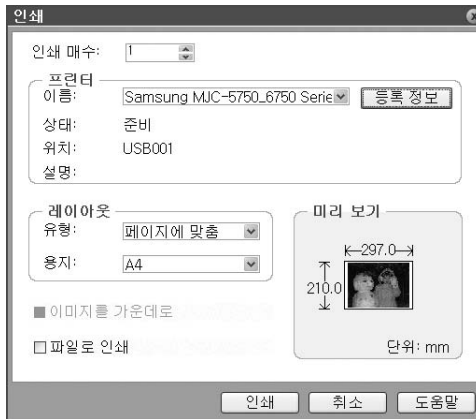 인쇄
인쇄 매수: 1
프린터
이름: Samsung MJC-5750_6750 Serie 등록 정보
상태: 준비
위치: USB001
설명:
레이아웃
유형: 페이지에 맞춤
용지: A4
이미지를 가운데로
파일로 인쇄
미리 보기
297.0
210.0
단위: mm
인쇄 취소 도움말